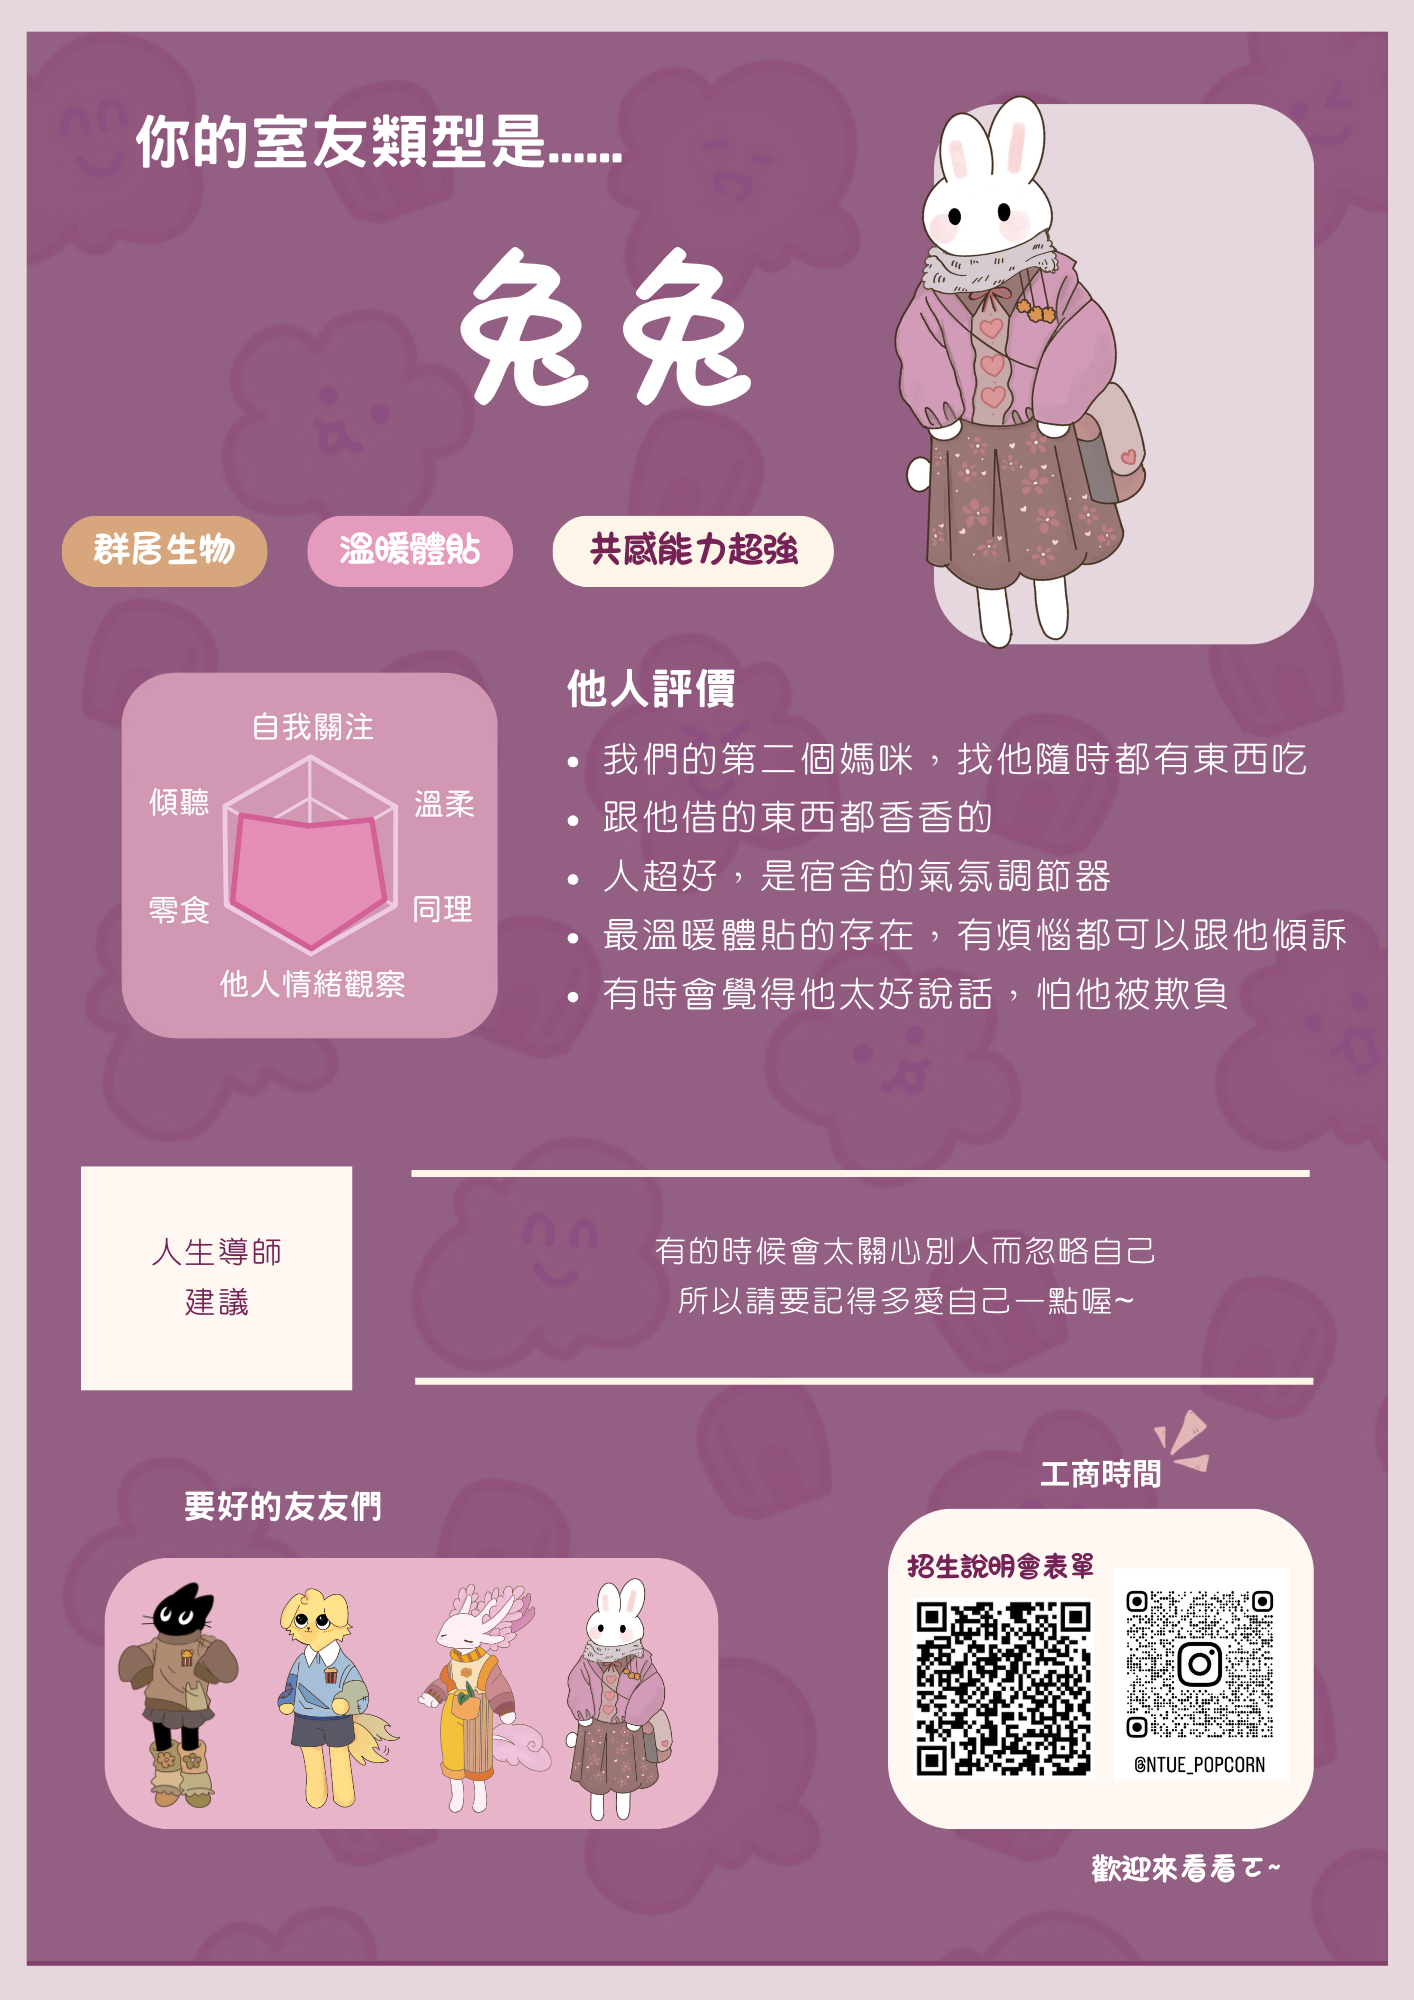 你的室友類型是......
兔兔
群居生物
溫暖體貼
共感能力超強
自我關注
傾聽
溫柔
零食
同理
他人情緒觀察
他人評價
• 我們的第二個媽咪，找他隨時都有東西吃
• 跟他借的東西都香香的
• 人超好，是宿舍的氣氛調節器
• 最溫暖體貼的存在，有煩惱都可以跟他傾訴
• 有時會覺得他太好說話，怕他被欺負
人生導師
建議
有的時候會太關心別人而忽略自己
所以請要記得多愛自己一點喔~
要好的友友們
工商時間
招生說明會表單
@NTUE_POPCORN
歡迎來看看ㄛ~